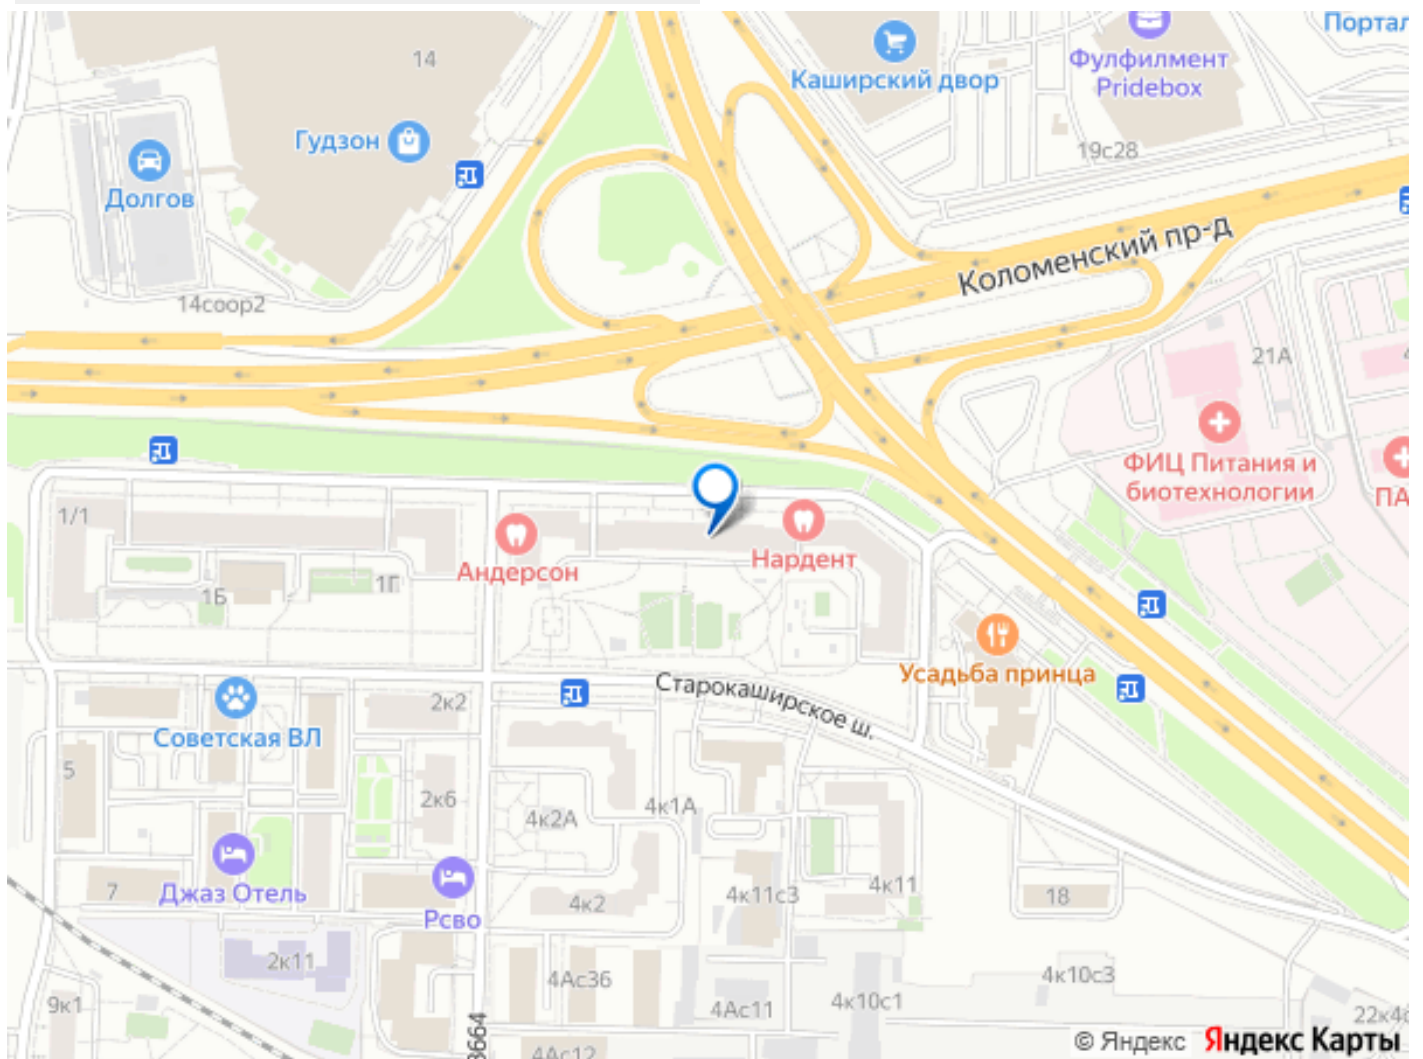 Портал
14
Фулфилмент
Pridebox
Каширский двор
Гудзон
19с28
Долгов
Коломенский пр-д
14соор2
21А
ФИЦ Питания и
биотехнологии
1/1
Андерсон
Нардент
1Г
1Б
Усадьба принца
Старокаширское ш.
2к2
Советская ВЛ
5
2к6
4к1А
4к2А
Джаз Отель
7
4к11
4к11с3
18
4к2
Рсво
2к11
4к10с3
4Ас36
9к1
4Ас11
4к10с1
3664
4Ас12
© Яндекс Яндекс Карты